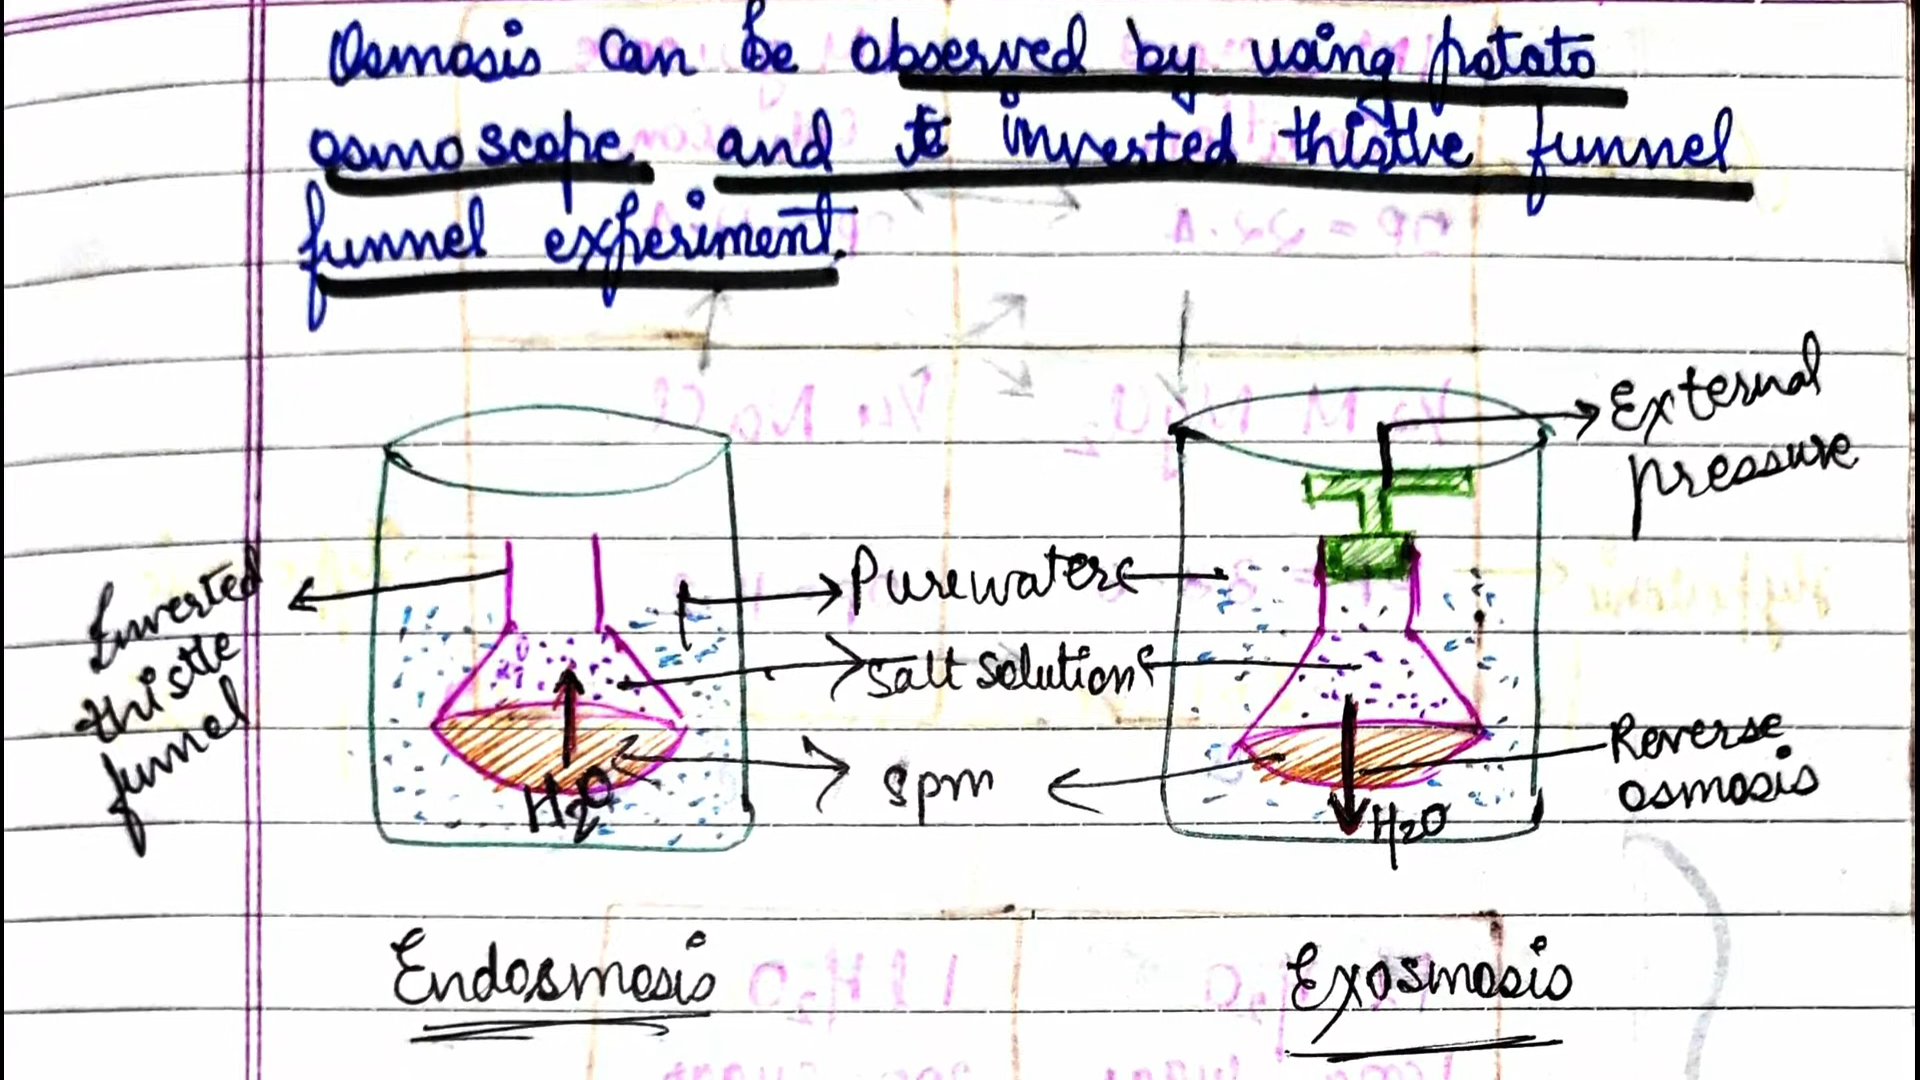 Osmosis can be observed by using potato
osmoscope and inverted thistle funnel
funnel experiment.
External
pressure
Inverted
thistle
funnel
Purewater
Salt solution
spm
H2O
Reverse
osmosis
H2O
Endosmosis
Exosmosis